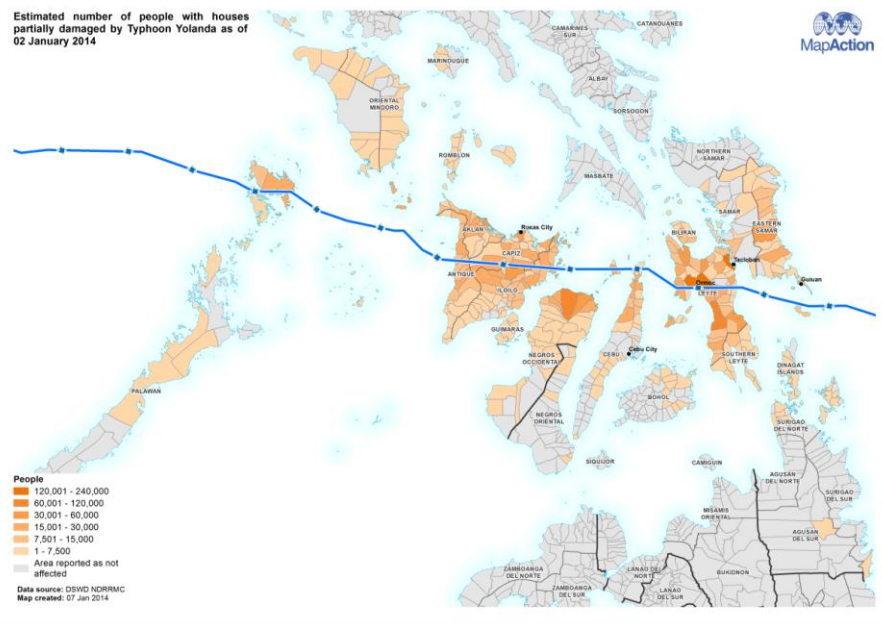 Estimated number of people with houses
partially damaged by Typhoon Yolanda as of
02 January 2014
MapAction
CATANDUANES
CAMARINES
SUR
MARINDUQUE
ALBAY
ORIENTAL
MINDORO
SORSOGON
ROMBLON
NORTHERN
SAMAR
MASBATE
SAMAR
EASTERN
SAMAR
AKLAN
Roxas City
BILIRAN
CAPIZ
Tacloban
ANTIQUE
Guiuan
Ormoc
ILOILO
LEYTE
GUIMARAS
NEGROS
OCCIDENTAL
CEBU
Cebu City
SOUTHERN
LEYTE
DINAGAT
ISLANDS
PALAWAN
BOHOL
NEGROS
ORIENTAL
SURIGAO
DEL NORTE
SIQUIJOR
CAMIGUIN
AGUSAN
DEL NORTE
SURIGAO
DEL SUR
MISAMIS
ORIENTAL
AGUSAN
DEL SUR
ZAMBOANGA
DEL NORTE
LANAO DEL
NORTE
BUKIDNON
ZAMBOANGA
DEL SUR
LANAO
DEL SUR
People
120,001 - 240,000
60,001 - 120,000
30,001 - 60,000
15,001 - 30,000
7,501 - 15,000
1 - 7,500
Area reported as not
affected
Data source: DSWD NDRRMC
Map created: 07 Jan 2014